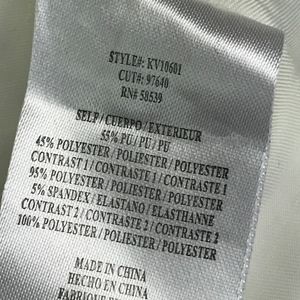 STYLE#: KV10601
CUT#: 97640
RN# 58539
SELF / CUERPO / EXTERIEUR
55% PU / PU / PU
45% POLYESTER / POLIESTER / POLYESTER
CONTRAST 1 / CONTRASTE 1 / CONTRASTE 1
95% POLYESTER / POLIESTER / POLYESTER
5% SPANDEX / ELASTANO / ELASTHANNE
CONTRAST 2 / CONTRASTE 2 / CONTRASTE 2
100% POLYESTER / POLIESTER / POLYESTER
MADE IN CHINA
HECHO EN CHINA
FABRIQUE